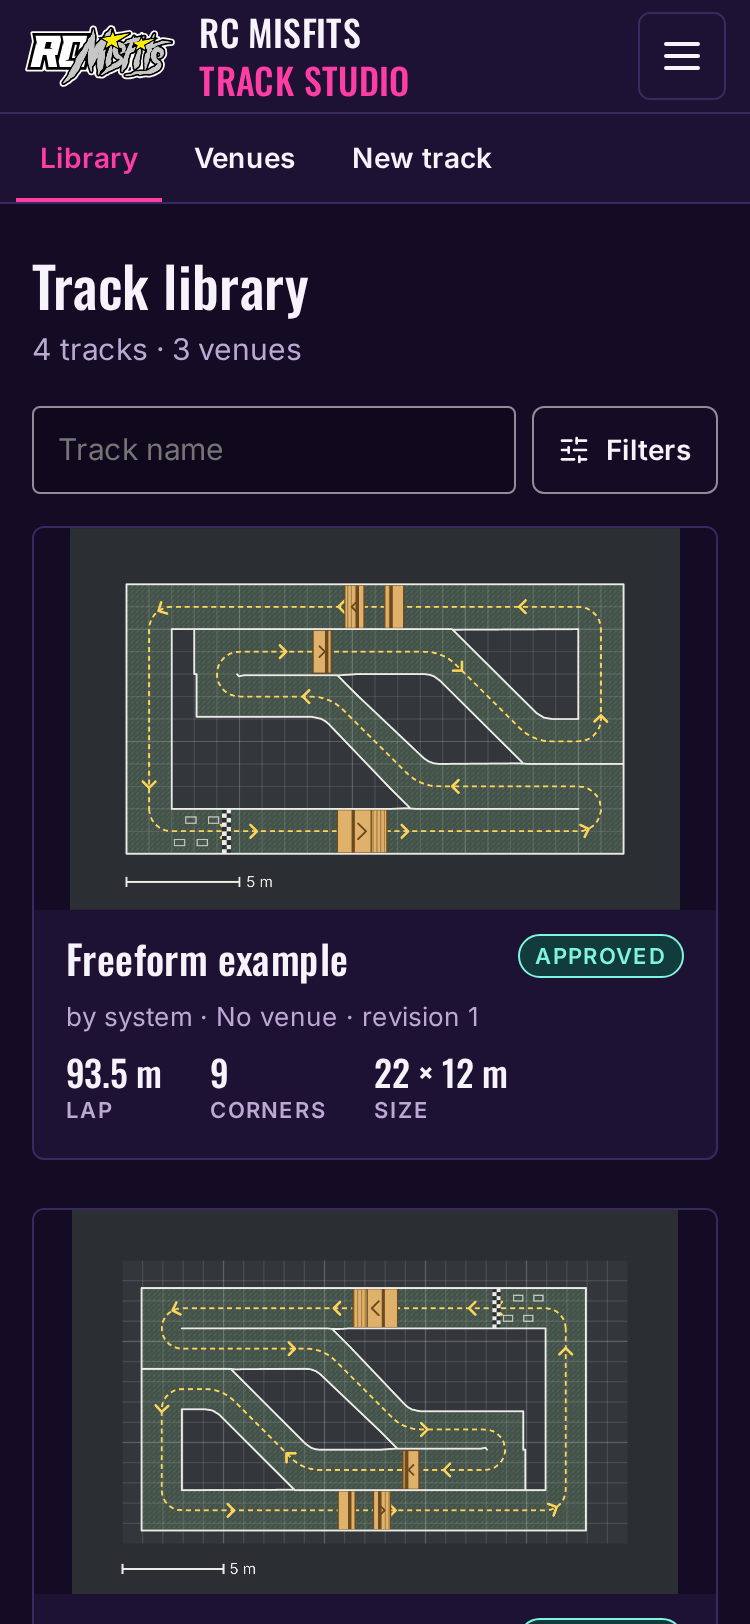 RC Misfits
RC MISFITS
TRACK STUDIO
Library
Venues
New track
Track library
4 tracks · 3 venues
Track name
Filters
5 m
Freeform example
APPROVED
by system · No venue · revision 1
93.5 m
9
22 × 12 m
LAP
CORNERS
SIZE
5 m